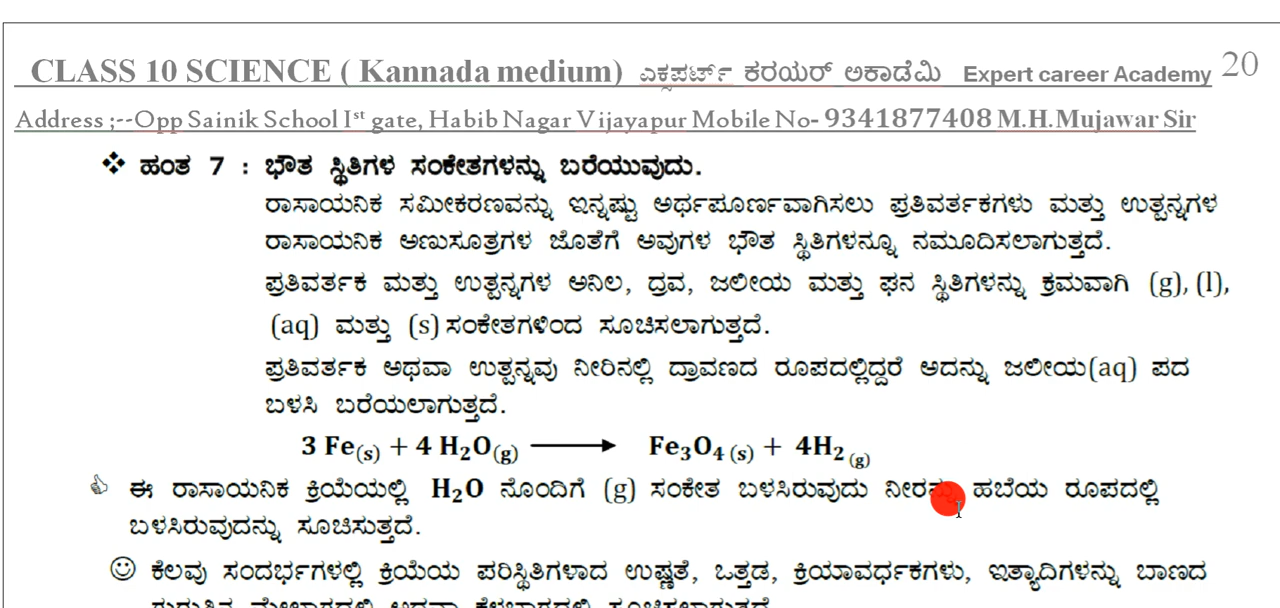 CLASS 10 SCIENCE ( Kannada medium) ಎಕ್ಸಪರ್ಟ್ ಕರಯರ್ ಅಕಾಡೆಮಿ Expert career Academy 20
Address ;--Opp Sainik School Iˢᵗ gate, Habib Nagar Vijayapur Mobile No- 9341877408 M.H.Mujawar Sir
❖ ಹಂತ 7 : ಭೌತ ಸ್ಥಿತಿಗಳ ಸಂಕೇತಗಳನ್ನು ಬರೆಯುವುದು.
ರಾಸಾಯನಿಕ ಸಮೀಕರಣವನ್ನು ಇನ್ನಷ್ಟು ಅರ್ಥಪೂರ್ಣವಾಗಿಸಲು ಪ್ರತಿವರ್ತಕಗಳು ಮತ್ತು ಉತ್ಪನ್ನಗಳ
ರಾಸಾಯನಿಕ ಅಣುಸೂತ್ರಗಳ ಜೊತೆಗೆ ಅವುಗಳ ಭೌತ ಸ್ಥಿತಿಗಳನ್ನೂ ನಮೂದಿಸಲಾಗುತ್ತದೆ.
ಪ್ರತಿವರ್ತಕ ಮತ್ತು ಉತ್ಪನ್ನಗಳ ಅನಿಲ, ದ್ರವ, ಜಲೀಯ ಮತ್ತು ಘನ ಸ್ಥಿತಿಗಳನ್ನು ಕ್ರಮವಾಗಿ (g), (l),
(aq) ಮತ್ತು (s) ಸಂಕೇತಗಳಿಂದ ಸೂಚಿಸಲಾಗುತ್ತದೆ.
ಪ್ರತಿವರ್ತಕ ಅಥವಾ ಉತ್ಪನ್ನವು ನೀರಿನಲ್ಲಿ ದ್ರಾವಣದ ರೂಪದಲ್ಲಿದ್ದರೆ ಅದನ್ನು ಜಲೀಯ(aq) ಪದ
ಬಳಸಿ ಬರೆಯಲಾಗುತ್ತದೆ.
3 Fe(s) + 4 H₂O(g) ⟶ Fe₃O₄ (s) + 4H₂ (g)
ಈ ರಾಸಾಯನಿಕ ಕ್ರಿಯೆಯಲ್ಲಿ H₂O ನೊಂದಿಗೆ (g) ಸಂಕೇತ ಬಳಸಿರುವುದು ಹಬೆಯ ರೂಪದಲ್ಲಿ
ಬಳಸಿರುವುದನ್ನು ಸೂಚಿಸುತ್ತದೆ.
☺ ಕೆಲವು ಸಂದರ್ಭಗಳಲ್ಲಿ ಕ್ರಿಯೆಯ ಪರಿಸ್ಥಿತಿಗಳಾದ ಉಷ್ಣತೆ, ಒತ್ತಡ, ಕ್ರಿಯಾವರ್ಧಕಗಳು, ಇತ್ಯಾದಿಗಳನ್ನು ಬಾಣದ